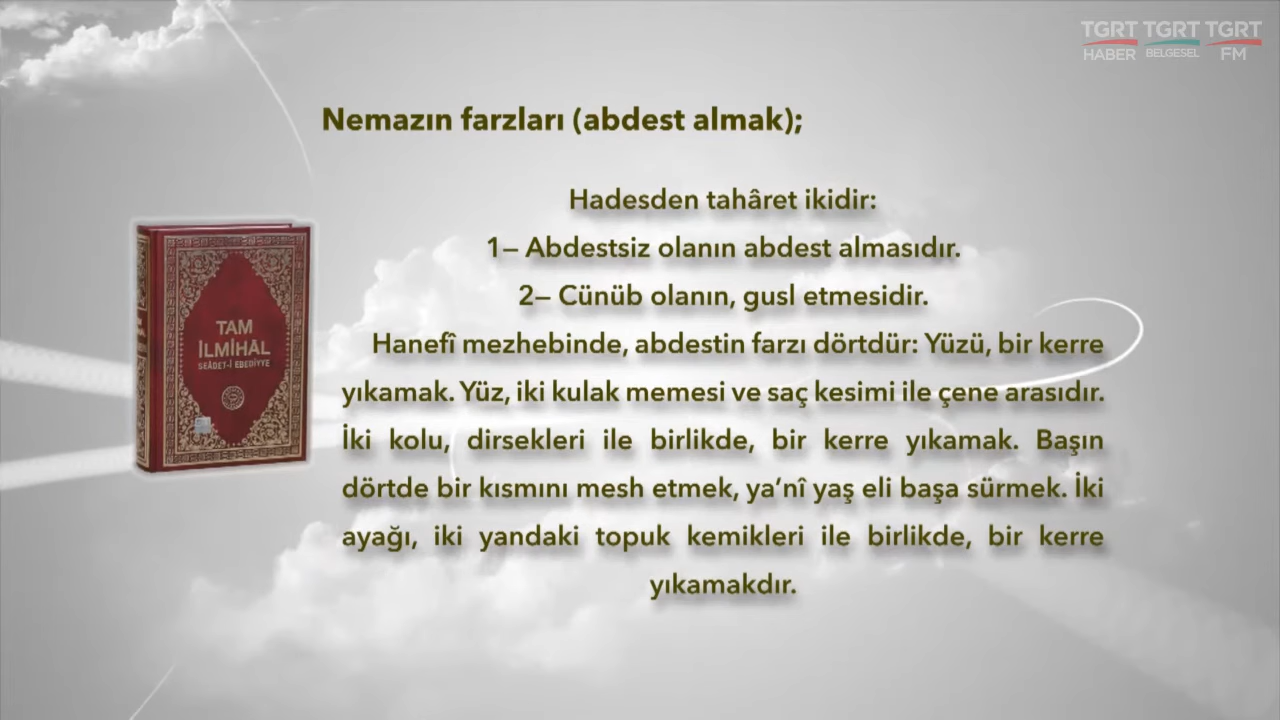 TGRT TGRT TGRT
HABER BELGESEL FM
Nemazın farzları (abdest almak);
Hadesden tahâret ikidir:
1– Abdestsiz olanın abdest almasıdır.
2– Cünüb olanın, gusl etmesidir.
Hanefî mezhebinde, abdestin farzı dörtdür: Yüzü, bir kerre
yıkamak. Yüz, iki kulak memesi ve saç kesimi ile çene arasıdır.
İki kolu, dirsekleri ile birlikde, bir kerre yıkamak. Başın
dörtde bir kısmını mesh etmek, ya’nî yaş eli başa sürmek. İki
ayağı, iki yandaki topuk kemikleri ile birlikde, bir kerre
yıkamakdır.
TAM
İLMİHÂL
SEÂDET-İ EBEDİYYE